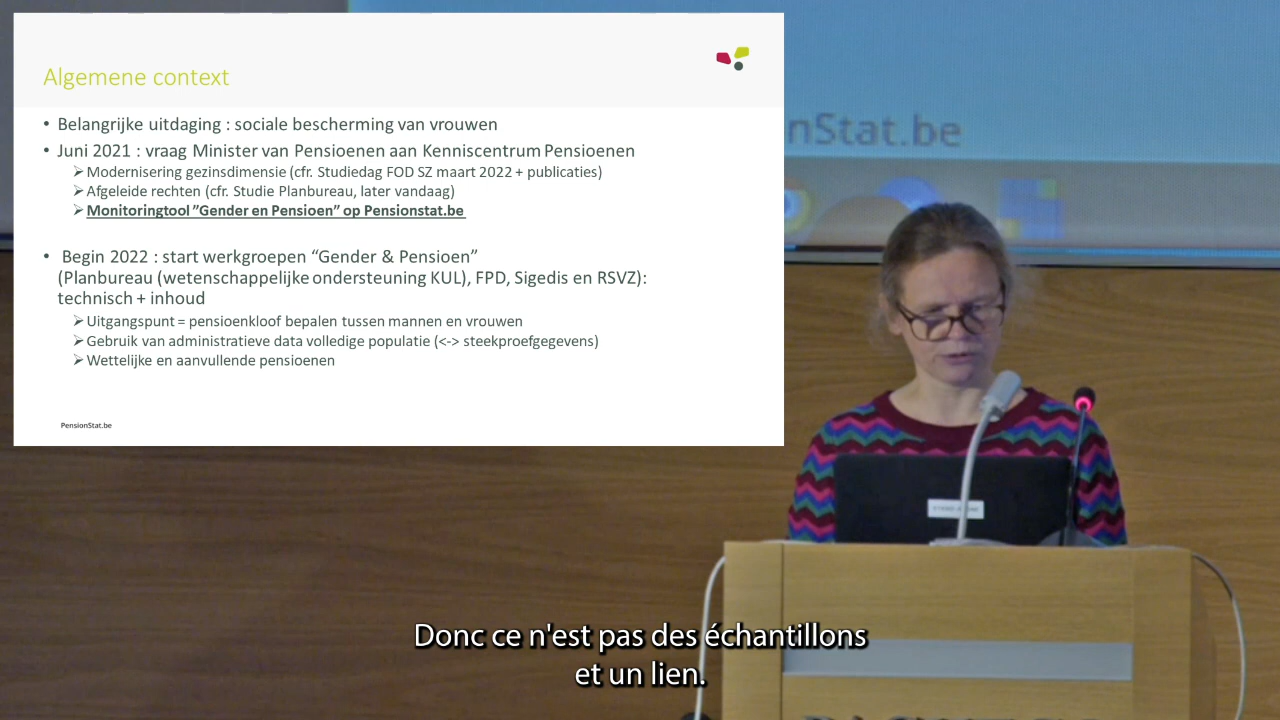 Algemene context
• Belangrijke uitdaging : sociale bescherming van vrouwen
• Juni 2021 : vraag Minister van Pensioenen aan Kenniscentrum Pensioenen
➢ Modernisering gezinsdimensie (cfr. Studiedag FOD SZ maart 2022 + publicaties)
➢ Afgeleide rechten (cfr. Studie Planbureau, later vandaag)
➢ Monitoringtool ”Gender en Pensioen” op Pensionstat.be
• Begin 2022 : start werkgroepen “Gender & Pensioen”
(Planbureau (wetenschappelijke ondersteuning KUL), FPD, Sigedis en RSVZ):
technisch + inhoud
➢ Uitgangspunt = pensioenkloof bepalen tussen mannen en vrouwen
➢ Gebruik van administratieve data volledige populatie (<-> steekproefgegevens)
➢ Wettelijke en aanvullende pensioenen
PensionStat.be
nStat.be
Donc ce n'est pas des échantillons
et un lien.